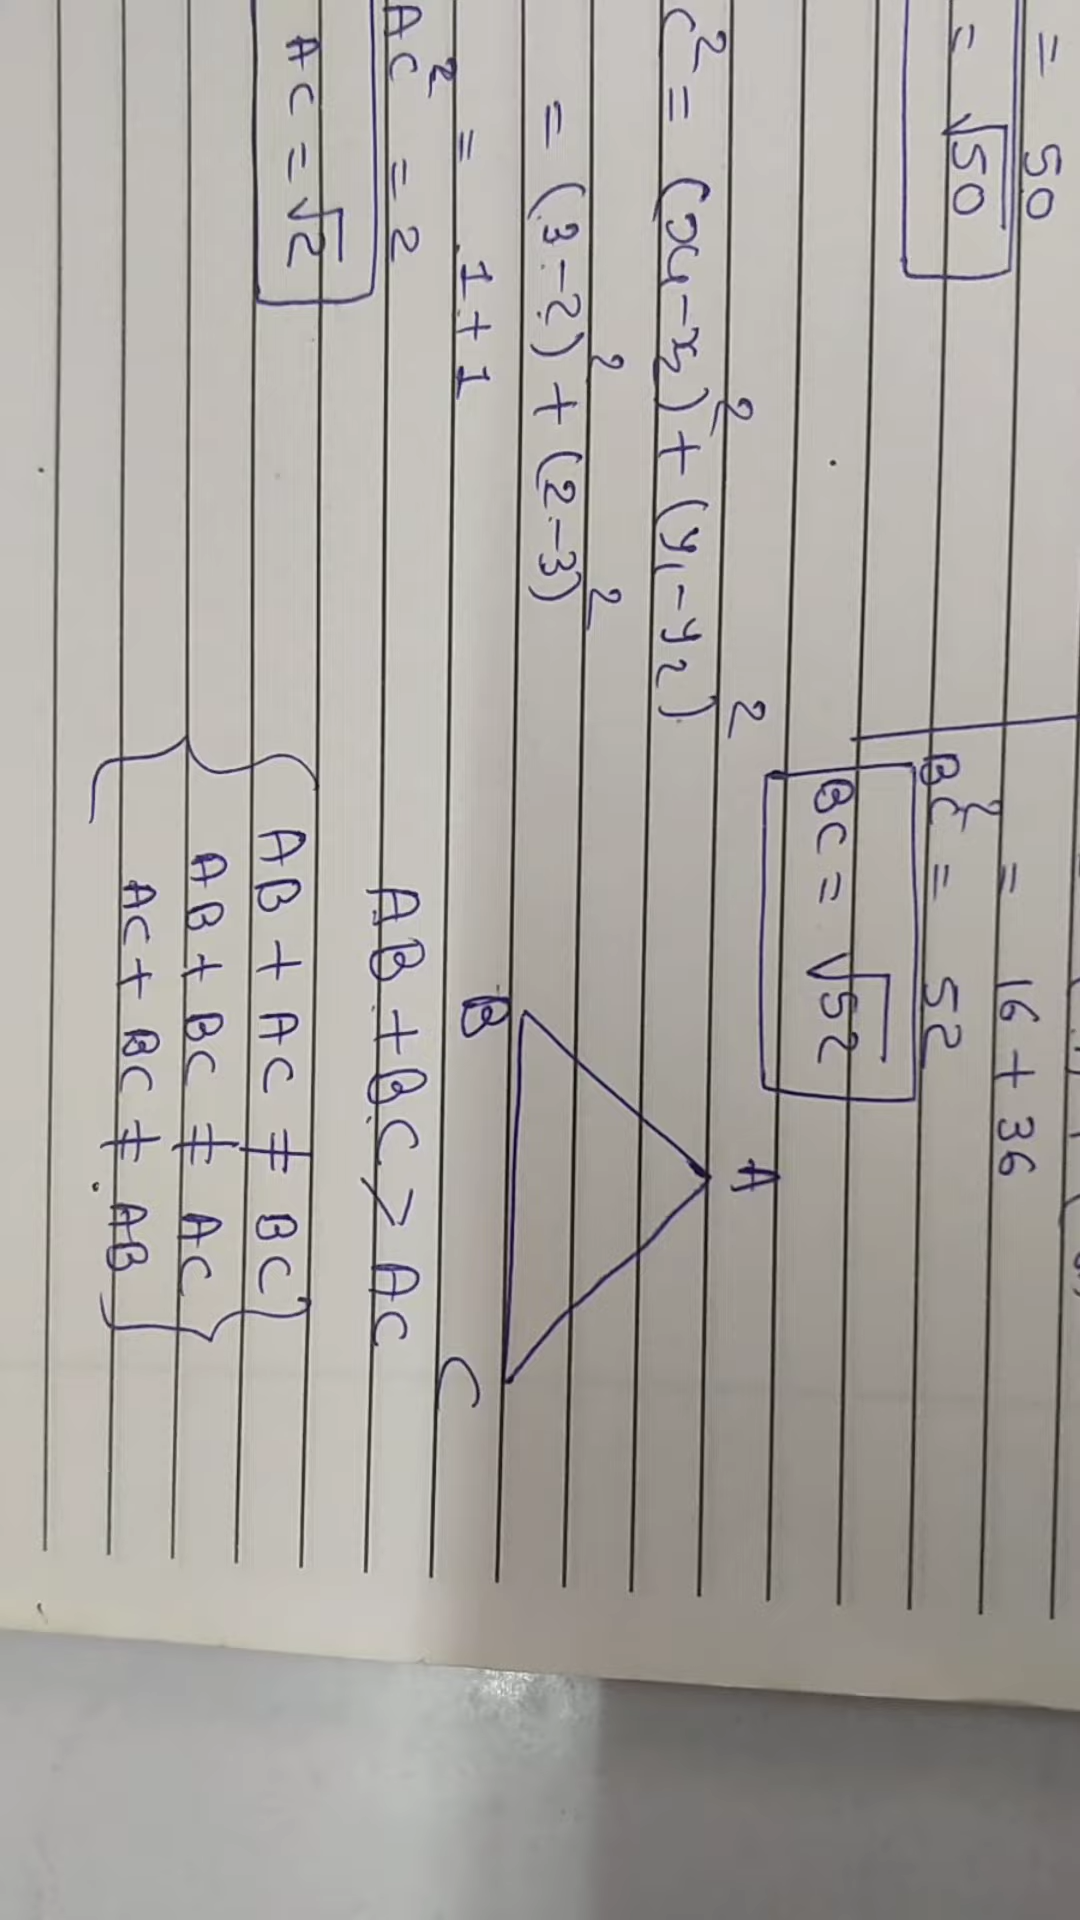 = 50
= √50
BC² = 16 + 36
BC² = 52
BC = √52
C² = (x₁-x₂)² + (y₁-y₂)²
= (3-2)² + (2-3)²
AC² = 1+1
AC² = 2
AC = √2
A
B
C
AB+BC > AC
AB + AC ≠ BC
AB + BC ≠ AC
AC + BC ≠ AB